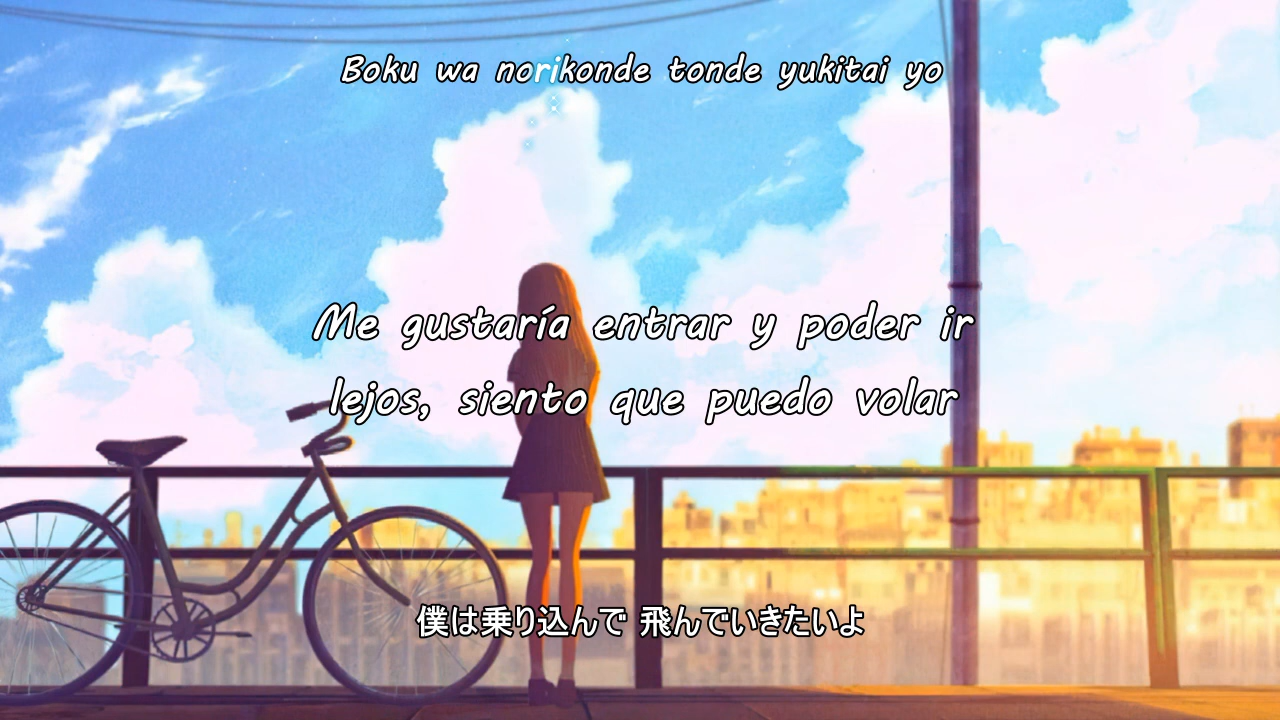 Boku wa norikonde tonde yukitai yo
Me gustaría entrar y poder ir
lejos, siento que puedo volar
僕は乗り込んで 飛んでいきたいよ